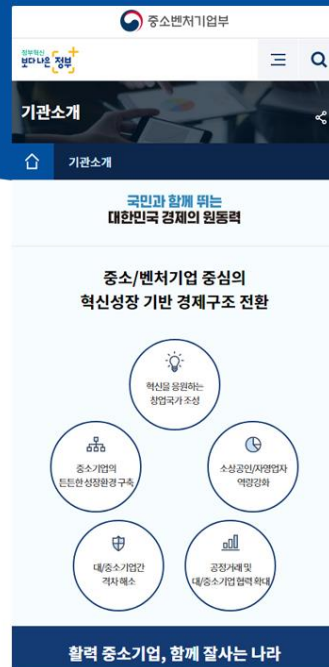 중소벤처기업부
정부혁신
보다나은 정부
기관소개
기관소개
국민과 함께 뛰는
대한민국 경제의 원동력
중소/벤처기업 중심의
혁신성장 기반 경제구조 전환
혁신을 응원하는
창업국가 조성
중소기업의
든든한 성장환경 구축
소상공인/자영업자
역량강화
대/중소기업간
격차 해소
공정거래 및
대/중소기업 협력 확대
활력 중소기업, 함께 잘사는 나라